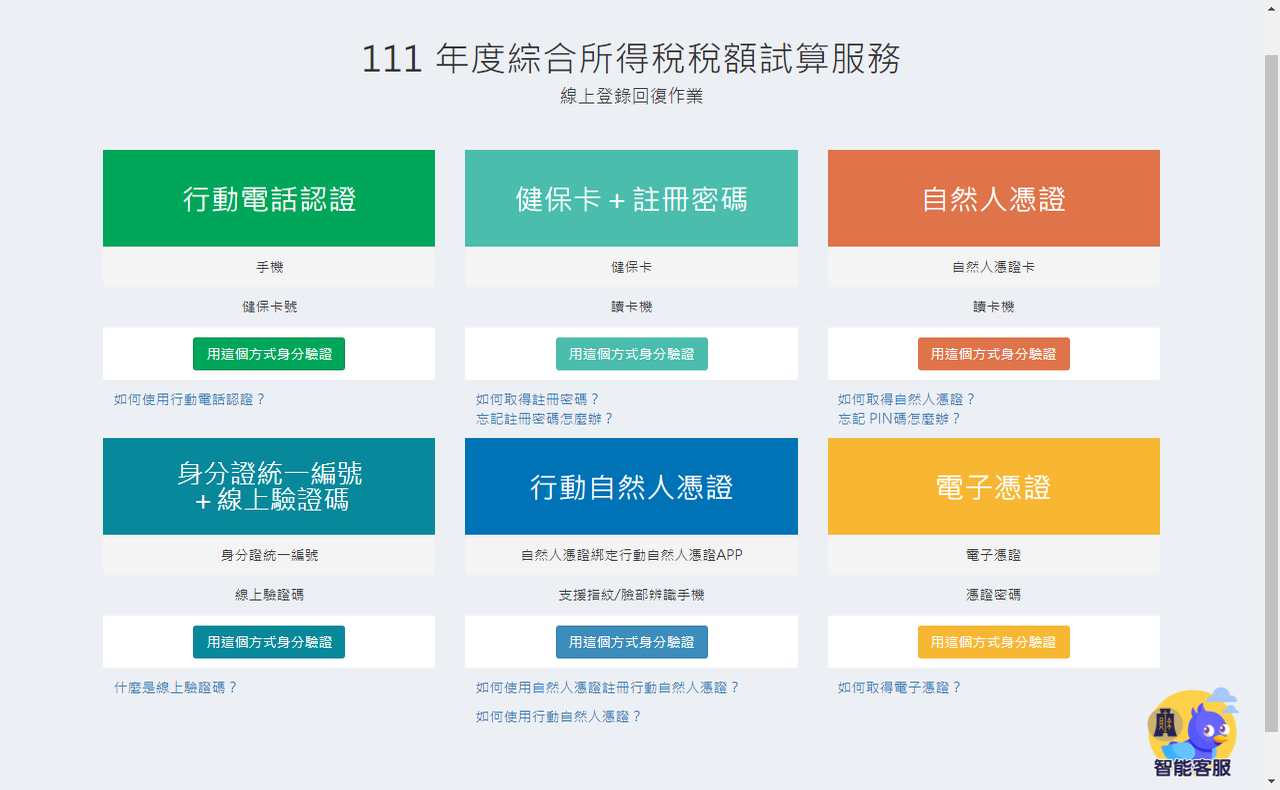 111 年度綜合所得稅稅額試算服務
線上登錄回復作業
行動電話認證
手機
健保卡號
用這個方式身分驗證
如何使用行動電話認證？
健保卡＋註冊密碼
健保卡
讀卡機
用這個方式身分驗證
如何取得註冊密碼？
忘記註冊密碼怎麼辦？
自然人憑證
自然人憑證卡
讀卡機
用這個方式身分驗證
如何取得自然人憑證？
忘記 PIN碼怎麼辦？
身分證統一編號
＋線上驗證碼
身分證統一編號
線上驗證碼
用這個方式身分驗證
什麼是線上驗證碼？
行動自然人憑證
自然人憑證綁定行動自然人憑證APP
支援指紋/臉部辨識手機
用這個方式身分驗證
如何使用自然人憑證註冊行動自然人憑證？
如何使用行動自然人憑證？
電子憑證
電子憑證
憑證密碼
用這個方式身分驗證
如何取得電子憑證？
智能客服